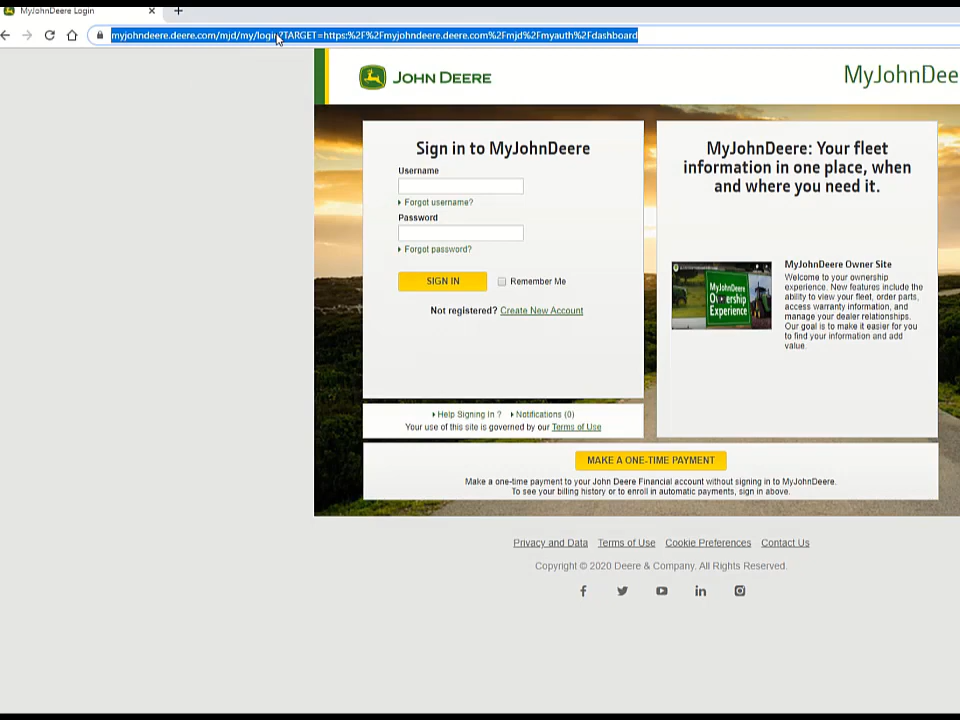 MyJohnDeere Login
myjohndeere.deere.com/mjd/my/login?TARGET=https:%2F%2Fmyjohndeere.deere.com%2Fmjd%2Fmyauth%2Fdashboard
JOHN DEERE
MyJohnDee
Sign in to MyJohnDeere
Username
Forgot username?
Password
Forgot password?
SIGN IN
Remember Me
Not registered? Create New Account
Help Signing In ? Notifications (0)
Your use of this site is governed by our Terms of Use
MyJohnDeere: Your fleet
information in one place, when
and where you need it.
MyJohnDeere
Ownership
Experience
MyJohnDeere Owner Site
Welcome to your ownership
experience. New features include the
ability to view your fleet, order parts,
access warranty information, and
manage your dealer relationships.
Our goal is to make it easier for you
to find your information and add
value.
MAKE A ONE-TIME PAYMENT
Make a one-time payment to your John Deere Financial account without signing in to MyJohnDeere.
To see your billing history or to enroll in automatic payments, sign in above.
Privacy and Data Terms of Use Cookie Preferences Contact Us
Copyright © 2020 Deere & Company. All Rights Reserved.